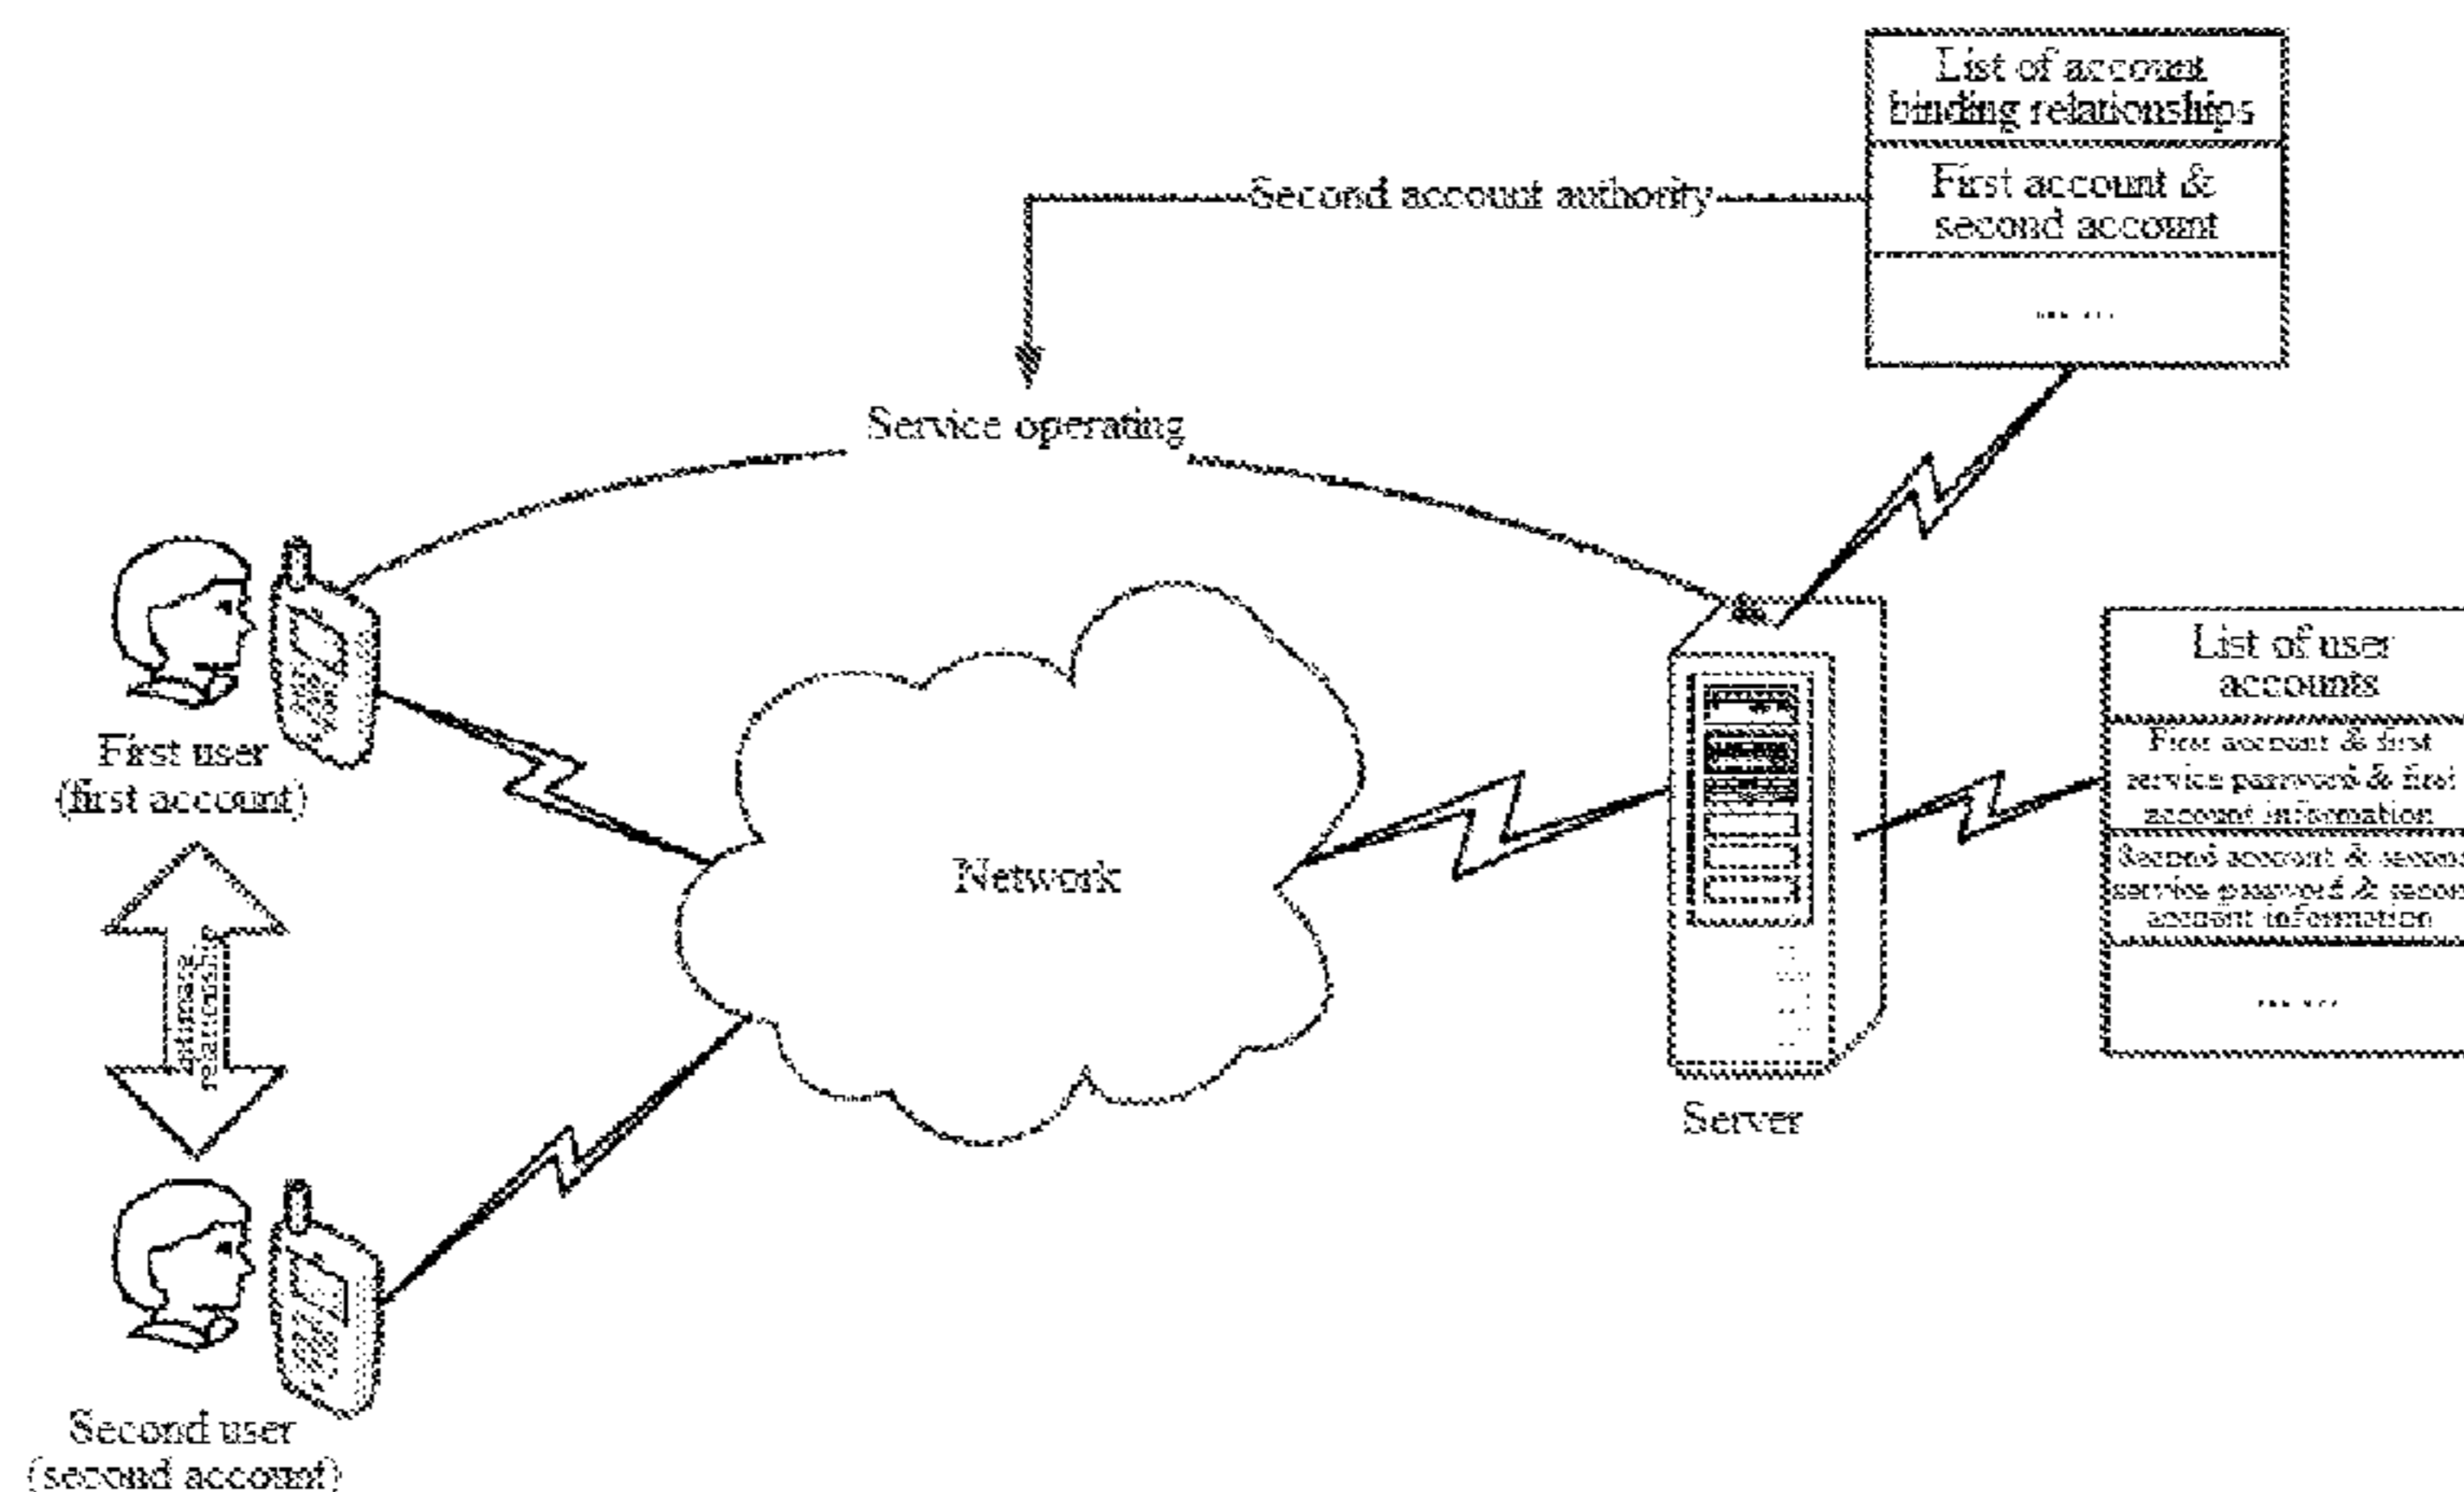 List of account
binding relationships
First account &
second account
......
Second account authority
Service operating
First user
(first account)
Intimate
relationship
Network
Server
List of user
accounts
First account & first
service password & first
account information
Second account & second
service password & second
account information
......
Second user
(second account)